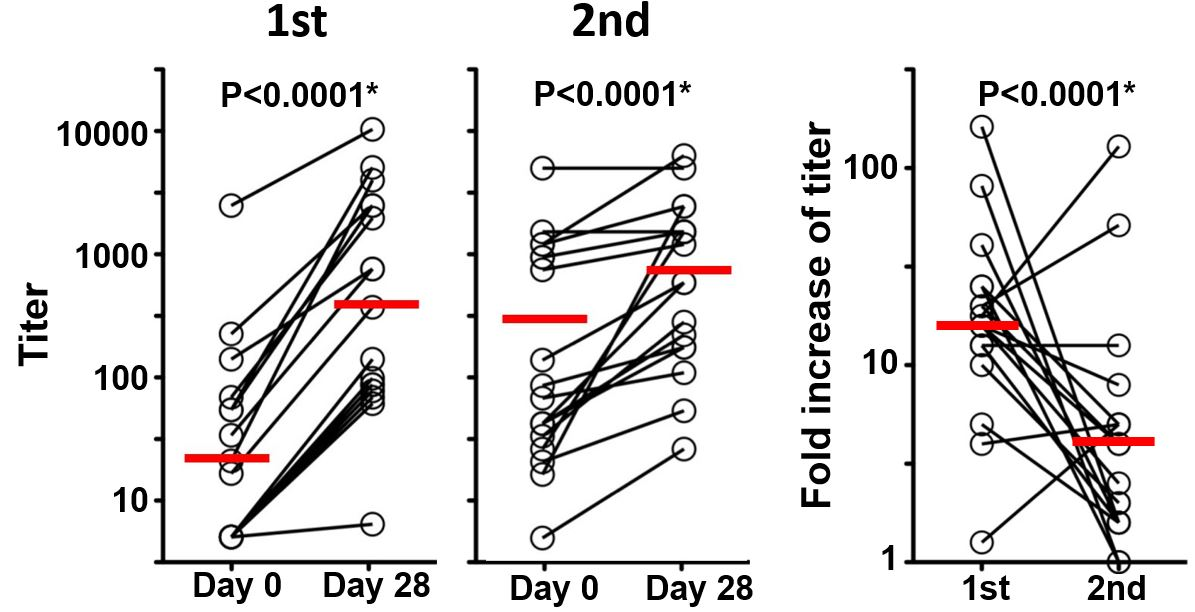 1st
2nd
P<0.0001*
P<0.0001*
P<0.0001*
Titer
10000
1000
100
10
Day 0
Day 28
Day 0
Day 28
Fold increase of titer
100
10
1
1st
2nd